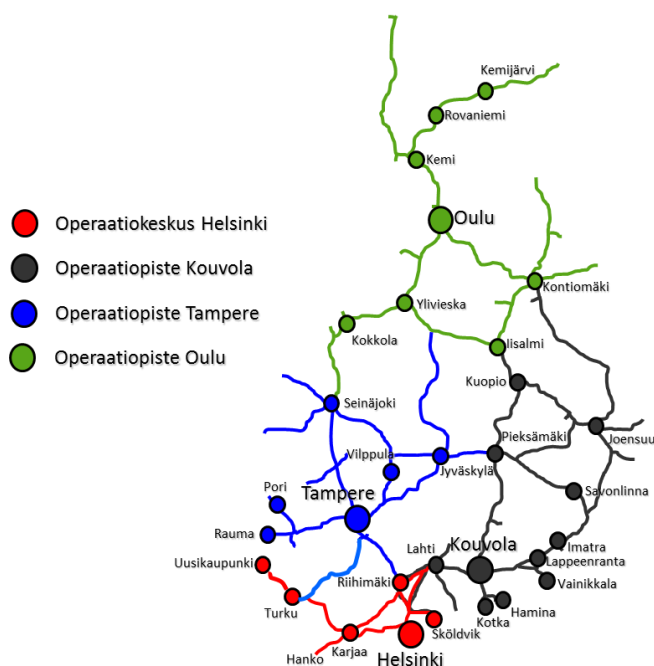 Kemijärvi
Rovaniemi
Kemi
Oulu
Operaatiokeskus Helsinki
Operaatiopiste Kouvola
Operaatiopiste Tampere
Operaatiopiste Oulu
Kontiomäki
Ylivieska
Kokkola
Iisalmi
Kuopio
Seinäjoki
Pieksämäki
Joensuu
Vilppula
Jyväskylä
Pori
Tampere
Savonlinna
Rauma
Uusikaupunki
Lahti
Kouvola
Imatra
Lappeenranta
Vainikkala
Riihimäki
Turku
Hamina
Kotka
Sköldvik
Karjaa
Hanko
Helsinki